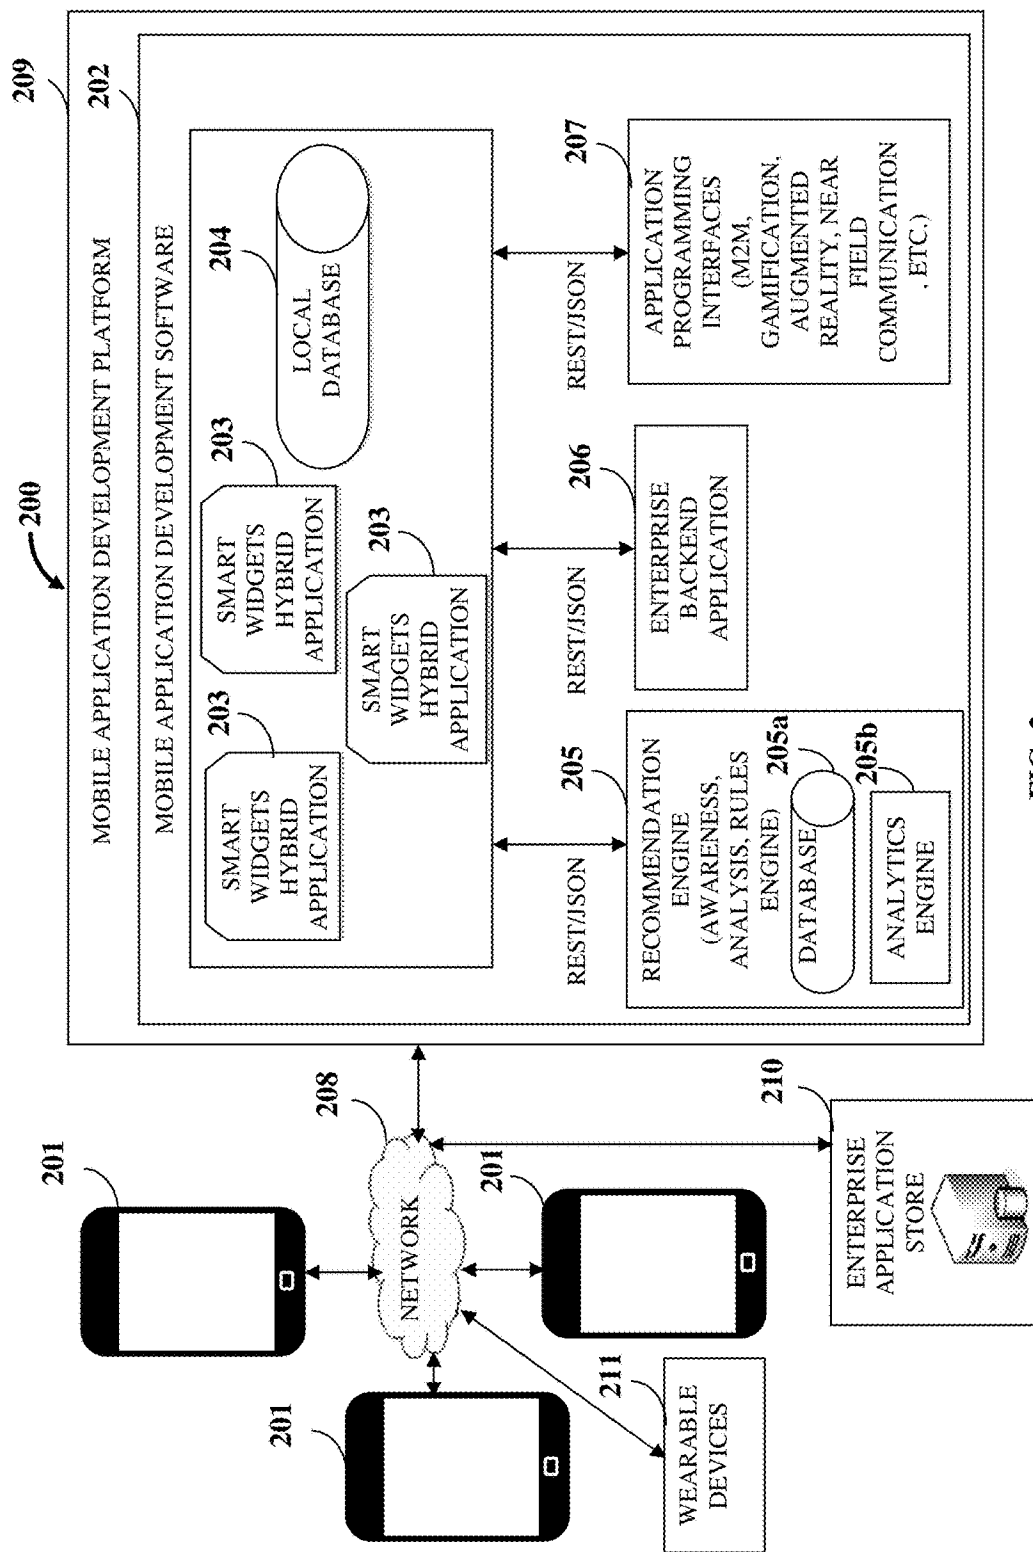 200
209
MOBILE APPLICATION DEVELOPMENT PLATFORM
202
MOBILE APPLICATION DEVELOPMENT SOFTWARE
203
SMART
WIDGETS
HYBRID
APPLICATION
203
SMART
WIDGETS
HYBRID
APPLICATION
203
SMART
WIDGETS
HYBRID
APPLICATION
204
LOCAL
DATABASE
REST/JSON
REST/JSON
REST/JSON
205
RECOMMENDATION
ENGINE
(AWARENESS,
ANALYSIS, RULES
ENGINE)
205a
DATABASE
205b
ANALYTICS
ENGINE
206
ENTERPRISE
BACKEND
APPLICATION
207
APPLICATION
PROGRAMMING
INTERFACES
(M2M,
GAMIFICATION,
AUGMENTED
REALITY, NEAR
FIELD
COMMUNICATION
, ETC.)
201
201
201
208
NETWORK
210
ENTERPRISE
APPLICATION
STORE
211
WEARABLE
DEVICES